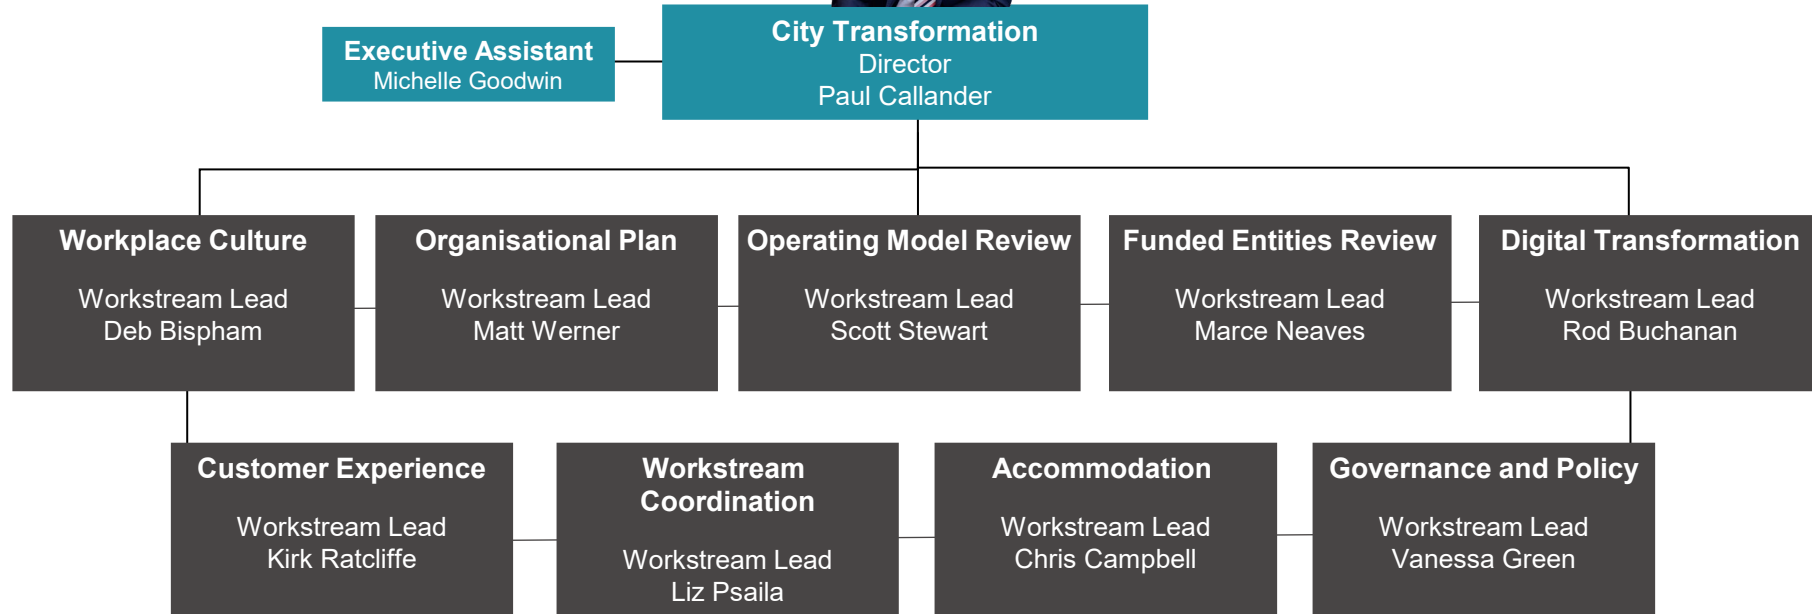 City Transformation
Director
Paul Callander
Executive Assistant
Michelle Goodwin
Workplace Culture
Workstream Lead
Deb Bispham
Organisational Plan
Workstream Lead
Matt Werner
Operating Model Review
Workstream Lead
Scott Stewart
Funded Entities Review
Workstream Lead
Marce Neaves
Digital Transformation
Workstream Lead
Rod Buchanan
Customer Experience
Workstream Lead
Kirk Ratcliffe
Workstream
Coordination
Workstream Lead
Liz Psaila
Accommodation
Workstream Lead
Chris Campbell
Governance and Policy
Workstream Lead
Vanessa Green